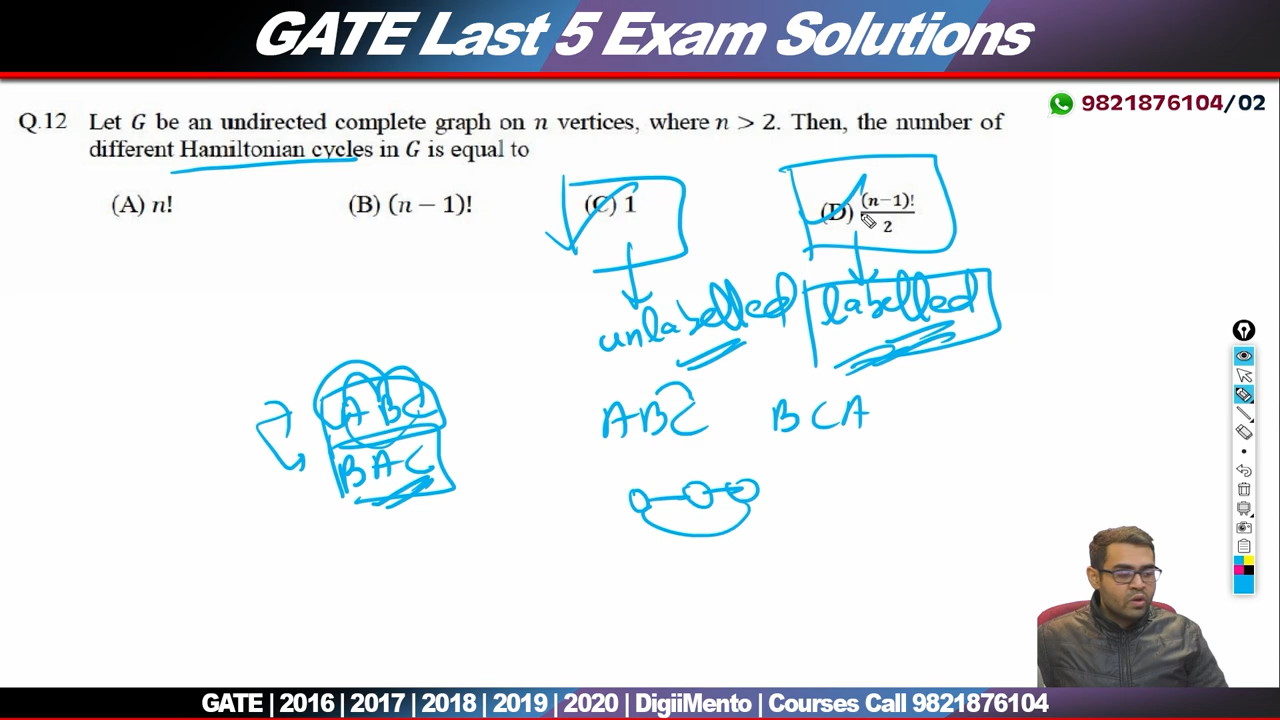 GATE Last 5 Exam Solutions
9821876104/02
Q.12 Let G be an undirected complete graph on n vertices, where n > 2. Then, the number of
different Hamiltonian cycles in G is equal to
(A) n! (B) (n − 1)! (C) 1 (D) (n−1)!/2
unlabelled labelled
A B C
B A C
ABC BCA
GATE | 2016 | 2017 | 2018 | 2019 | 2020 | DigiiMento | Courses Call 9821876104